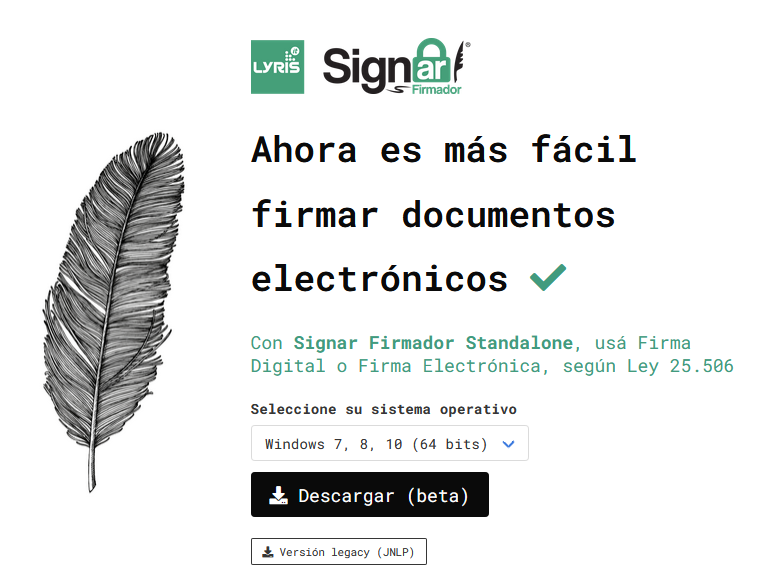 LYRIS it
Signar®
Firmador
Ahora es más fácil
firmar documentos
electrónicos
Con Signar Firmador Standalone, usá Firma
Digital o Firma Electrónica, según Ley 25.506
Seleccione su sistema operativo
Windows 7, 8, 10 (64 bits)
Descargar (beta)
Versión legacy (JNLP)